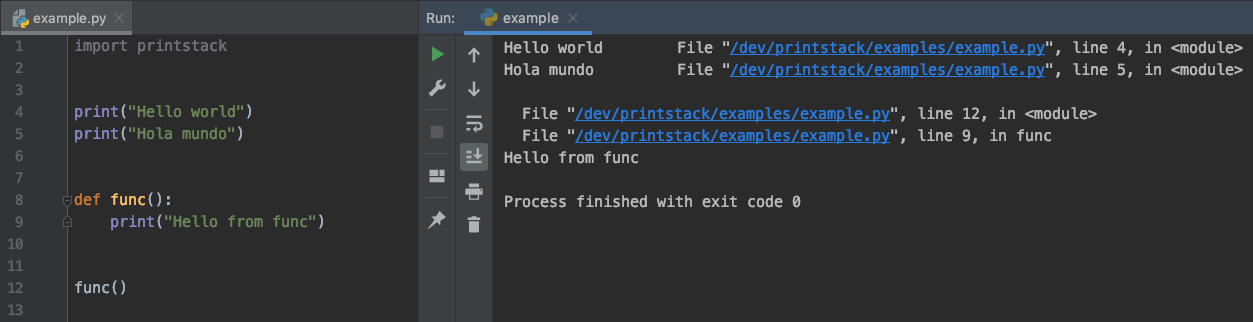 example.py
1 import printstack
2
3
4 print("Hello world")
5 print("Hola mundo")
6
7
8 def func():
9     print("Hello from func")
10
11
12 func()
13
Run: example
Hello world        File "/dev/printstack/examples/example.py", line 4, in <module>
Hola mundo         File "/dev/printstack/examples/example.py", line 5, in <module>
  File "/dev/printstack/examples/example.py", line 12, in <module>
  File "/dev/printstack/examples/example.py", line 9, in func
Hello from func
Process finished with exit code 0